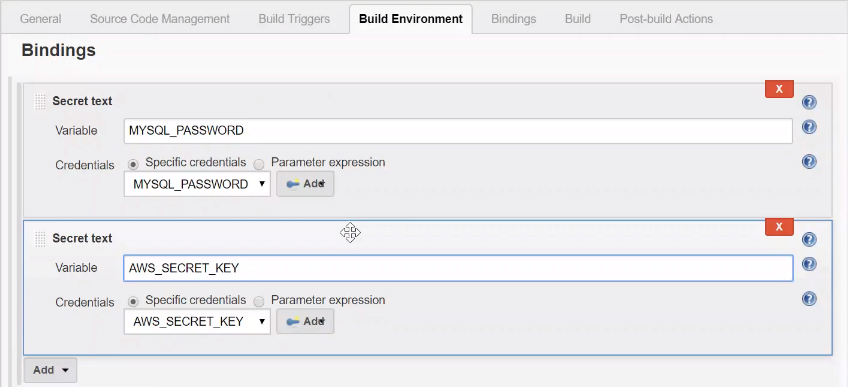 General Source Code Management Build Triggers Build Environment Bindings Build Post-build Actions
Bindings
X
Secret text
?
Variable MYSQL_PASSWORD ?
Credentials Specific credentials Parameter expression ?
MYSQL_PASSWORD Add
X
Secret text
?
Variable AWS_SECRET_KEY ?
Credentials Specific credentials Parameter expression ?
AWS_SECRET_KEY Add
Add